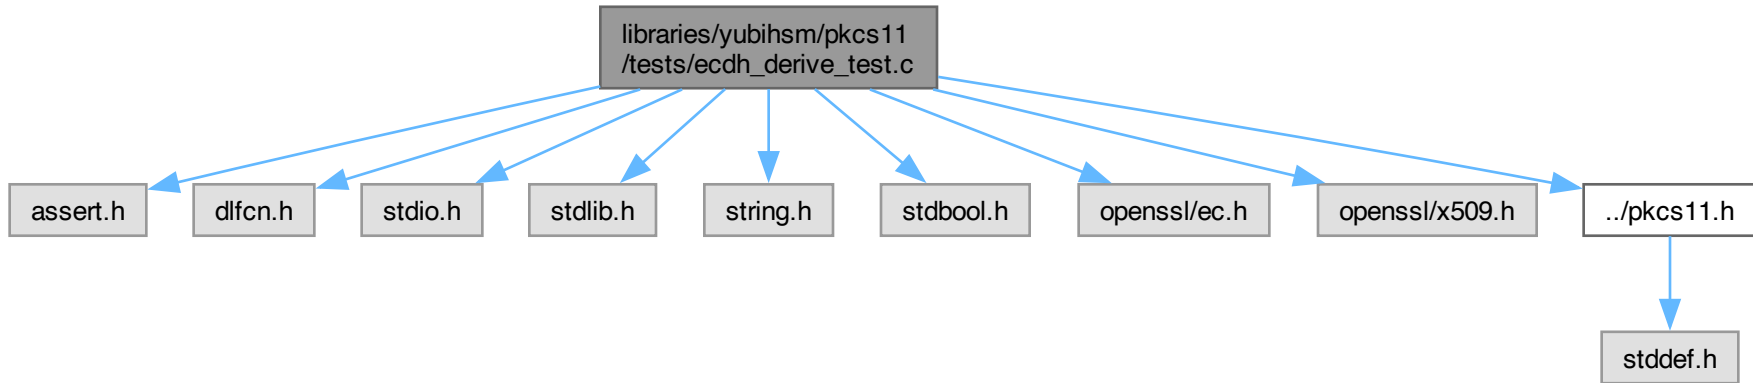 libraries/yubihsm/pkcs11
/tests/ecdh_derive_test.c
assert.h
dlfcn.h
stdio.h
stdlib.h
string.h
stdbool.h
openssl/ec.h
openssl/x509.h
../pkcs11.h
stddef.h